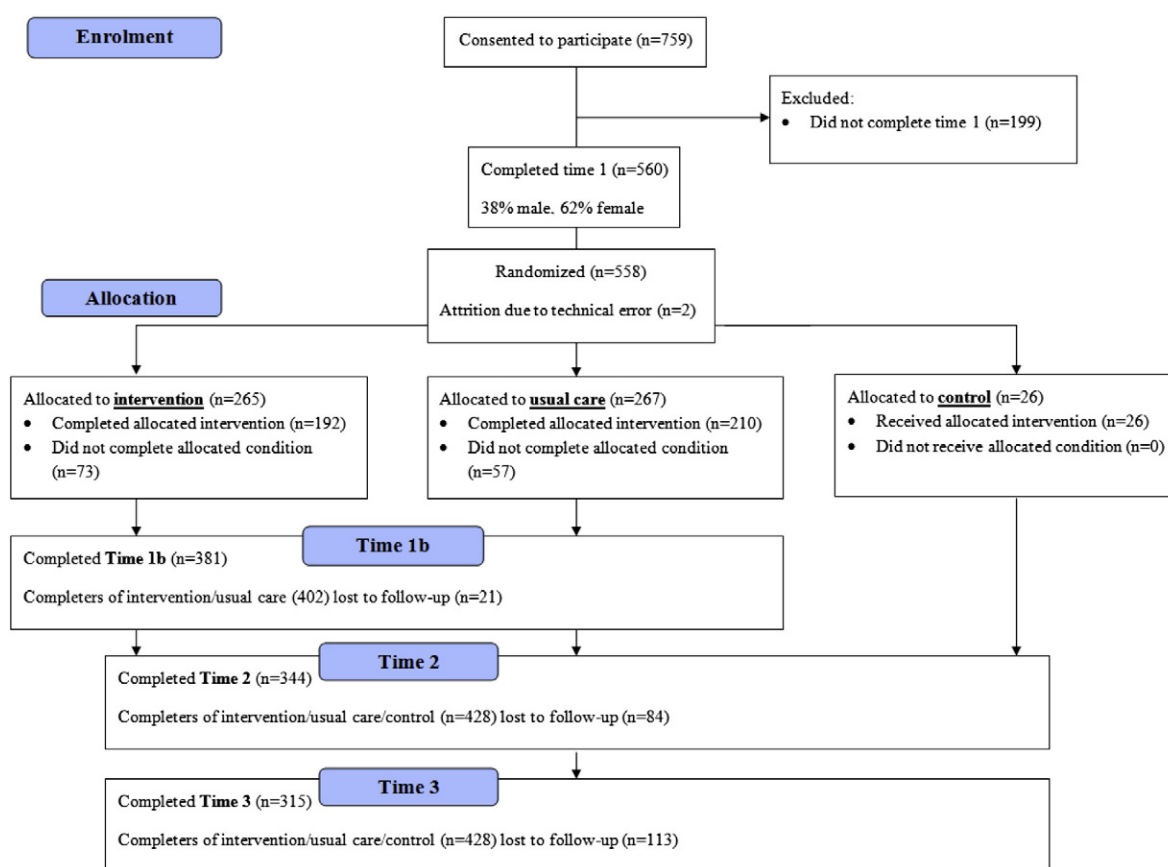 Enrolment
Consented to participate (n=759)
Excluded:
• Did not complete time 1 (n=199)
Completed time 1 (n=560)
38% male, 62% female
Randomized (n=558)
Attrition due to technical error (n=2)
Allocation
Allocated to intervention (n=265)
• Completed allocated intervention (n=192)
• Did not complete allocated condition
(n=73)
Allocated to usual care (n=267)
• Completed allocated intervention (n=210)
• Did not complete allocated condition
(n=57)
Allocated to control (n=26)
• Received allocated intervention (n=26)
• Did not receive allocated condition (n=0)
Time 1b
Completed Time 1b (n=381)
Completers of intervention/usual care (402) lost to follow-up (n=21)
Time 2
Completed Time 2 (n=344)
Completers of intervention/usual care/control (n=428) lost to follow-up (n=84)
Time 3
Completed Time 3 (n=315)
Completers of intervention/usual care/control (n=428) lost to follow-up (n=113)